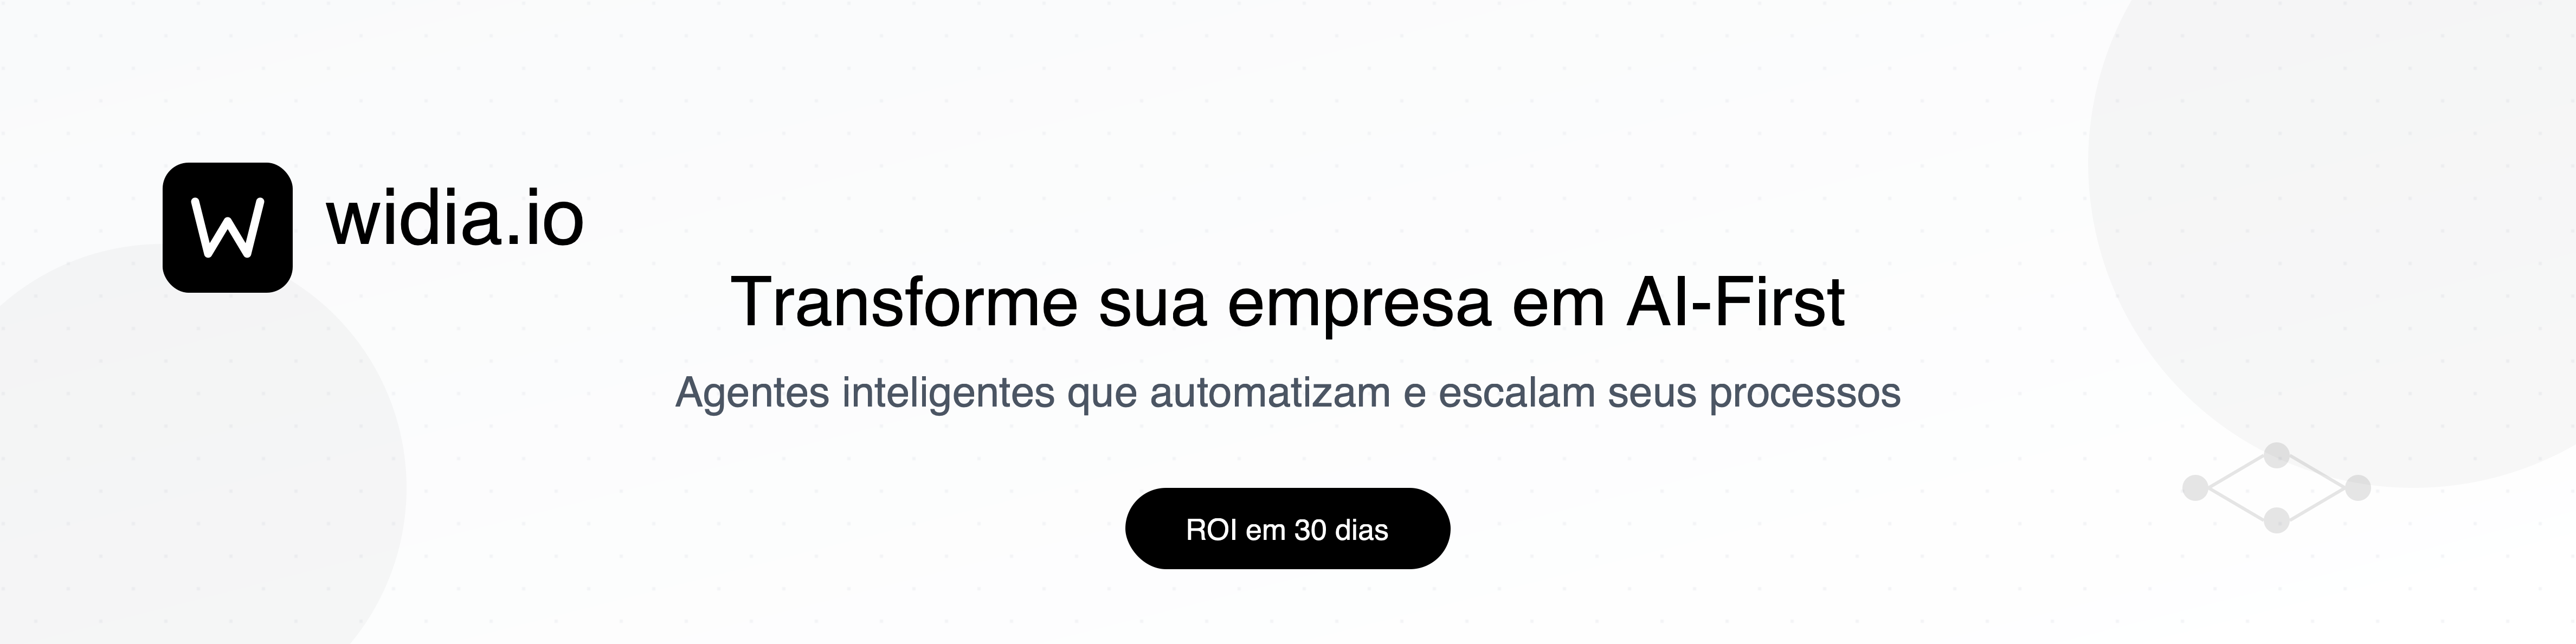 W
widia.io
Transforme sua empresa em AI-First
Agentes inteligentes que automatizam e escalam seus processos
ROI em 30 dias